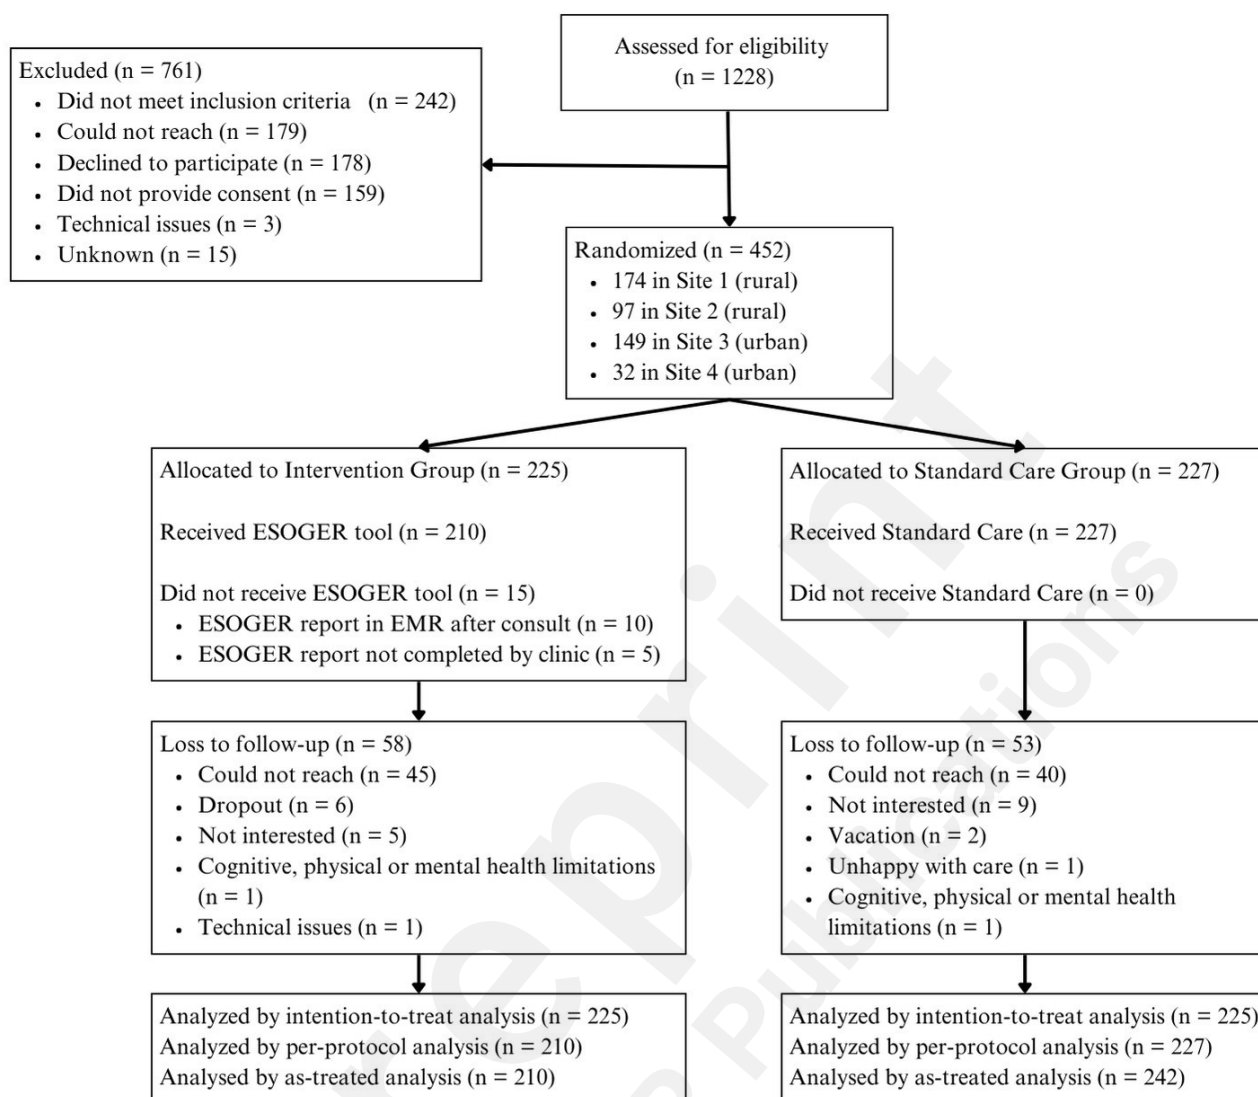 Assessed for eligibility
(n = 1228)
Excluded (n = 761)
• Did not meet inclusion criteria (n = 242)
• Could not reach (n = 179)
• Declined to participate (n = 178)
• Did not provide consent (n = 159)
• Technical issues (n = 3)
• Unknown (n = 15)
Randomized (n = 452)
• 174 in Site 1 (rural)
• 97 in Site 2 (rural)
• 149 in Site 3 (urban)
• 32 in Site 4 (urban)
Allocated to Intervention Group (n = 225)
Received ESOGER tool (n = 210)
Did not receive ESOGER tool (n = 15)
• ESOGER report in EMR after consult (n = 10)
• ESOGER report not completed by clinic (n = 5)
Allocated to Standard Care Group (n = 227)
Received Standard Care (n = 227)
Did not receive Standard Care (n = 0)
Loss to follow-up (n = 58)
• Could not reach (n = 45)
• Dropout (n = 6)
• Not interested (n = 5)
• Cognitive, physical or mental health limitations
(n = 1)
• Technical issues (n = 1)
Loss to follow-up (n = 53)
• Could not reach (n = 40)
• Not interested (n = 9)
• Vacation (n = 2)
• Unhappy with care (n = 1)
• Cognitive, physical or mental health
limitations (n = 1)
Analyzed by intention-to-treat analysis (n = 225)
Analyzed by per-protocol analysis (n = 210)
Analysed by as-treated analysis (n = 210)
Analyzed by intention-to-treat analysis (n = 225)
Analyzed by per-protocol analysis (n = 227)
Analysed by as-treated analysis (n = 242)
reprint
Publications